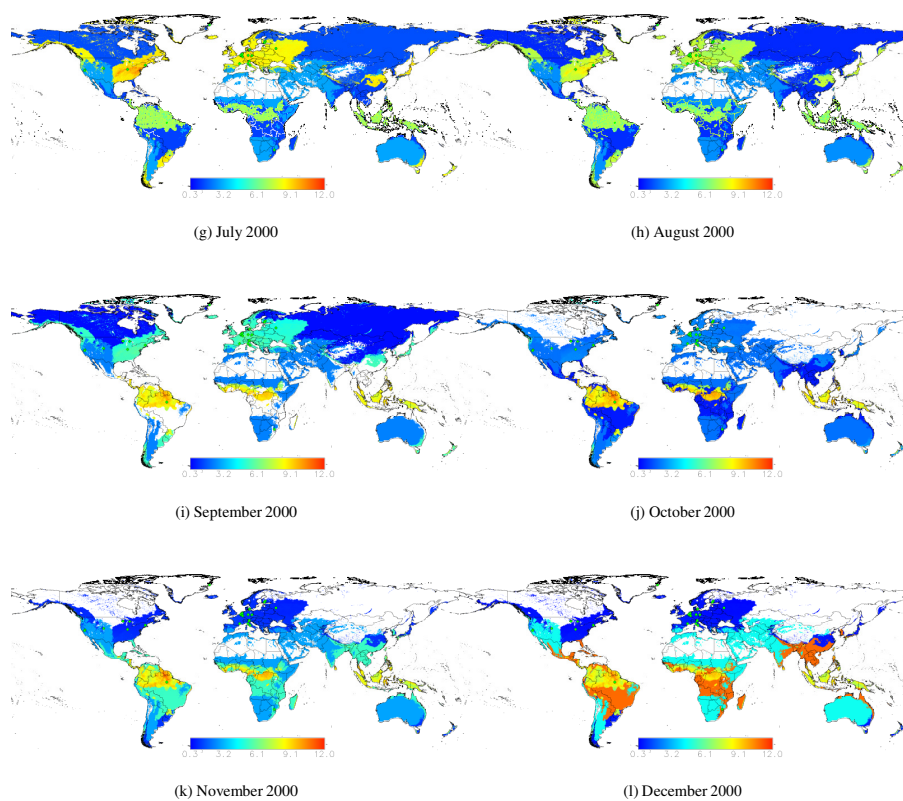 0.3 3.2 6.1 9.1 12.0 0.3 3.2 6.1 9.1 12.0
(g) July 2000 (h) August 2000
0.3 3.2 6.1 9.1 12.0 0.3 3.2 6.1 9.1 12.0
(i) September 2000 (j) October 2000
0.3 3.2 6.1 9.1 12.0 0.3 3.2 6.1 9.1 12.0
(k) November 2000 (l) December 2000